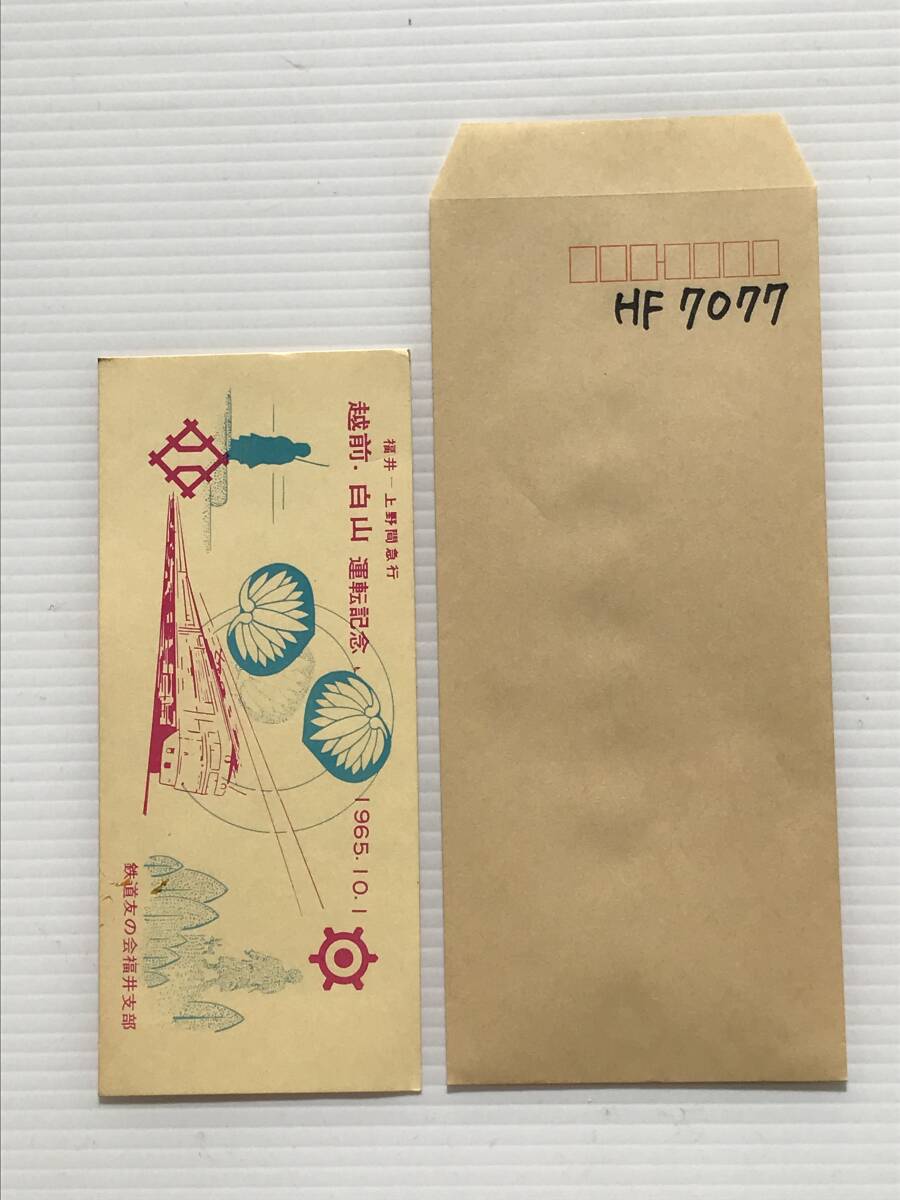 福井－上野間急行
越前・白山 運転記念
1965.10.1
鉄道友の会福井支部
HF 7077